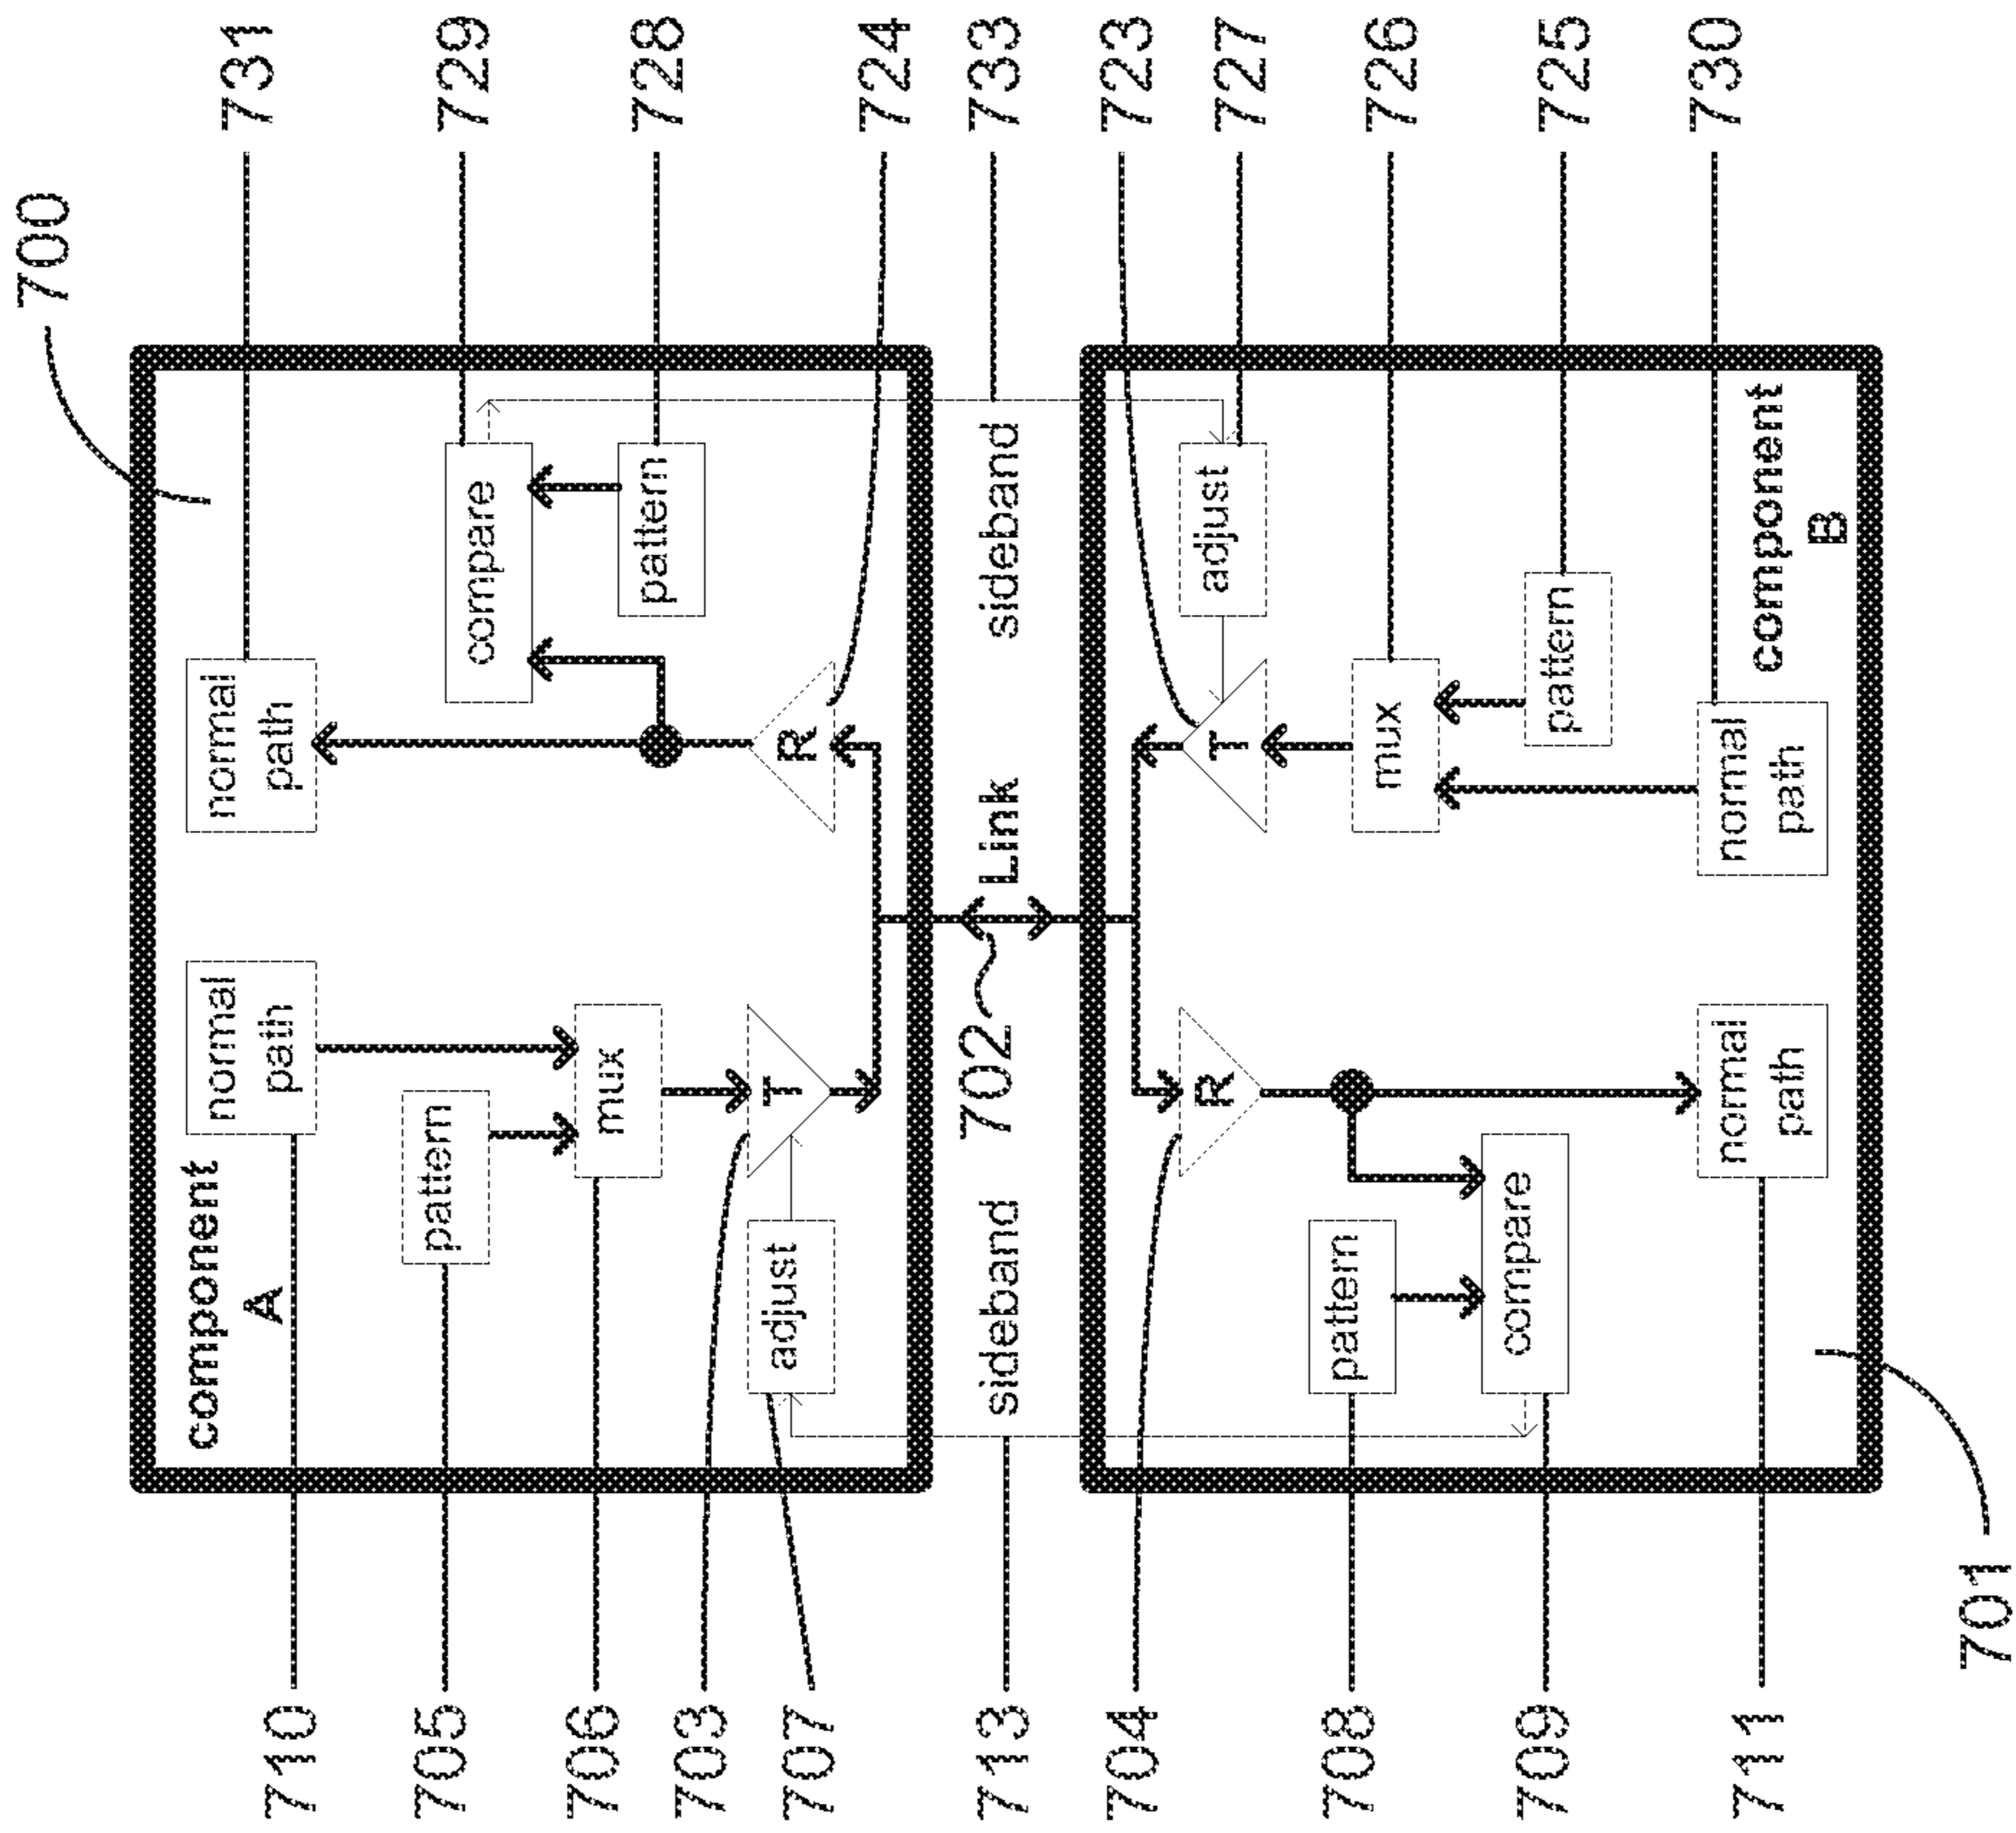 700
component
A
normal
path
normal
path
731
710
705
pattern
compare
729
706
mux
pattern
728
703
707
adjust
T
R
724
713
sideband
702
Link
sideband
733
704
R
T
adjust
723
727
708
pattern
mux
726
709
compare
pattern
725
711
normal
path
normal
path
component
B
730
701